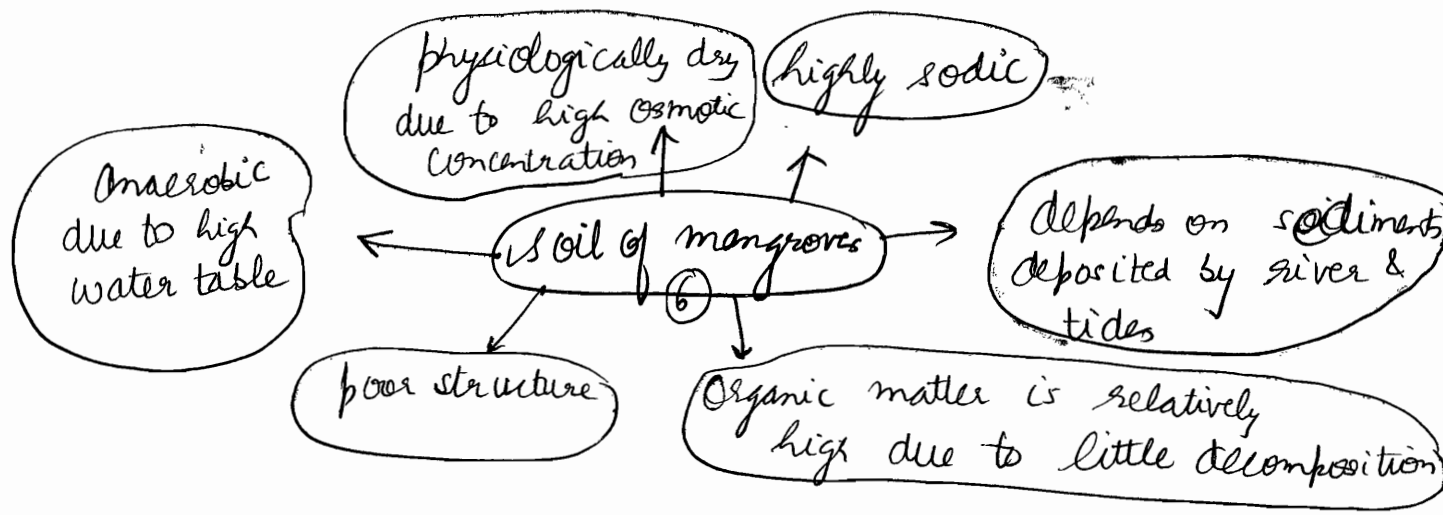 physiologically dry
due to high osmotic
concentration
highly sodic
Anaerobic
due to high
water table
soil of mangroves
6
depends on sediments
deposited by river &
tides
poor structure
Organic matter is relatively
high due to little decomposition